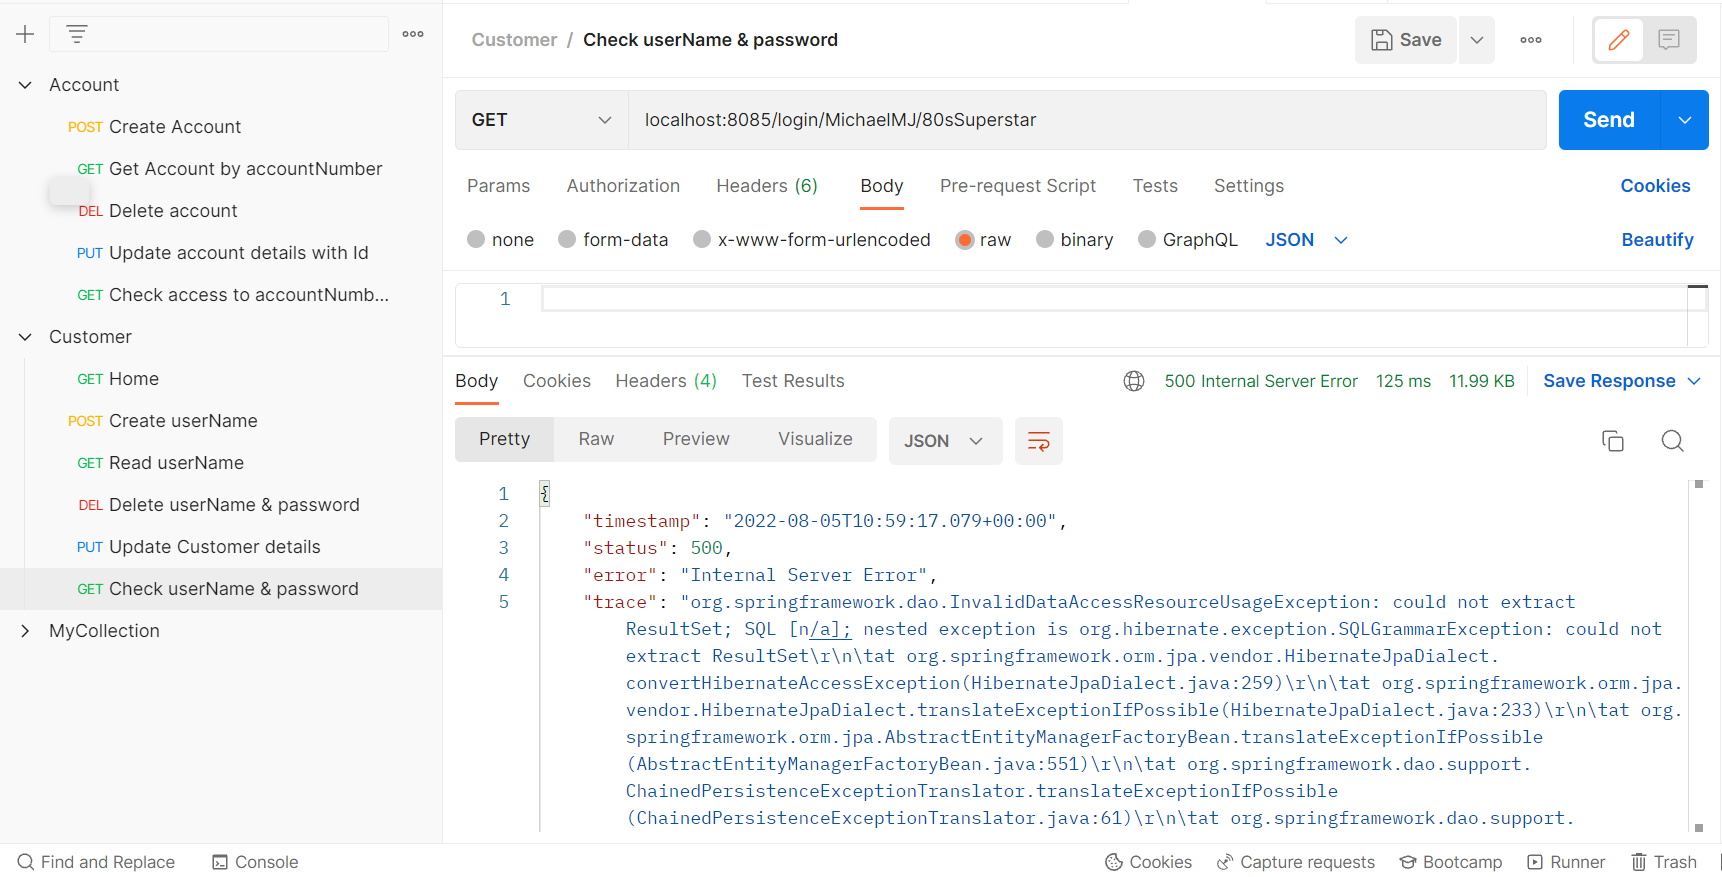 Account
POST Create Account
GET Get Account by accountNumber
DEL Delete account
PUT Update account details with Id
GET Check access to accountNumb...
Customer
GET Home
POST Create userName
GET Read userName
DEL Delete userName & password
PUT Update Customer details
GET Check userName & password
MyCollection
Customer / Check userName & password
Save
GET localhost:8085/login/MichaelMJ/80sSuperstar
Send
Params Authorization Headers (6) Body Pre-request Script Tests Settings Cookies
none form-data x-www-form-urlencoded raw binary GraphQL JSON Beautify
1
Body Cookies Headers (4) Test Results 500 Internal Server Error 125 ms 11.99 KB Save Response
Pretty Raw Preview Visualize JSON
1 {
2 "timestamp": "2022-08-05T10:59:17.079+00:00",
3 "status": 500,
4 "error": "Internal Server Error",
5 "trace": "org.springframework.dao.InvalidDataAccessResourceUsageException: could not extract
ResultSet; SQL [n/a]; nested exception is org.hibernate.exception.SQLGrammarException: could not
extract ResultSet\r\n\tat org.springframework.orm.jpa.vendor.HibernateJpaDialect.
convertHibernateAccessException(HibernateJpaDialect.java:259)\r\n\tat org.springframework.orm.jpa.
vendor.HibernateJpaDialect.translateExceptionIfPossible(HibernateJpaDialect.java:233)\r\n\tat org.
springframework.orm.jpa.AbstractEntityManagerFactoryBean.translateExceptionIfPossible
(AbstractEntityManagerFactoryBean.java:551)\r\n\tat org.springframework.dao.support.
ChainedPersistenceExceptionTranslator.translateExceptionIfPossible
(ChainedPersistenceExceptionTranslator.java:61)\r\n\tat org.springframework.dao.support.
Find and Replace Console Cookies Capture requests Bootcamp Runner Trash